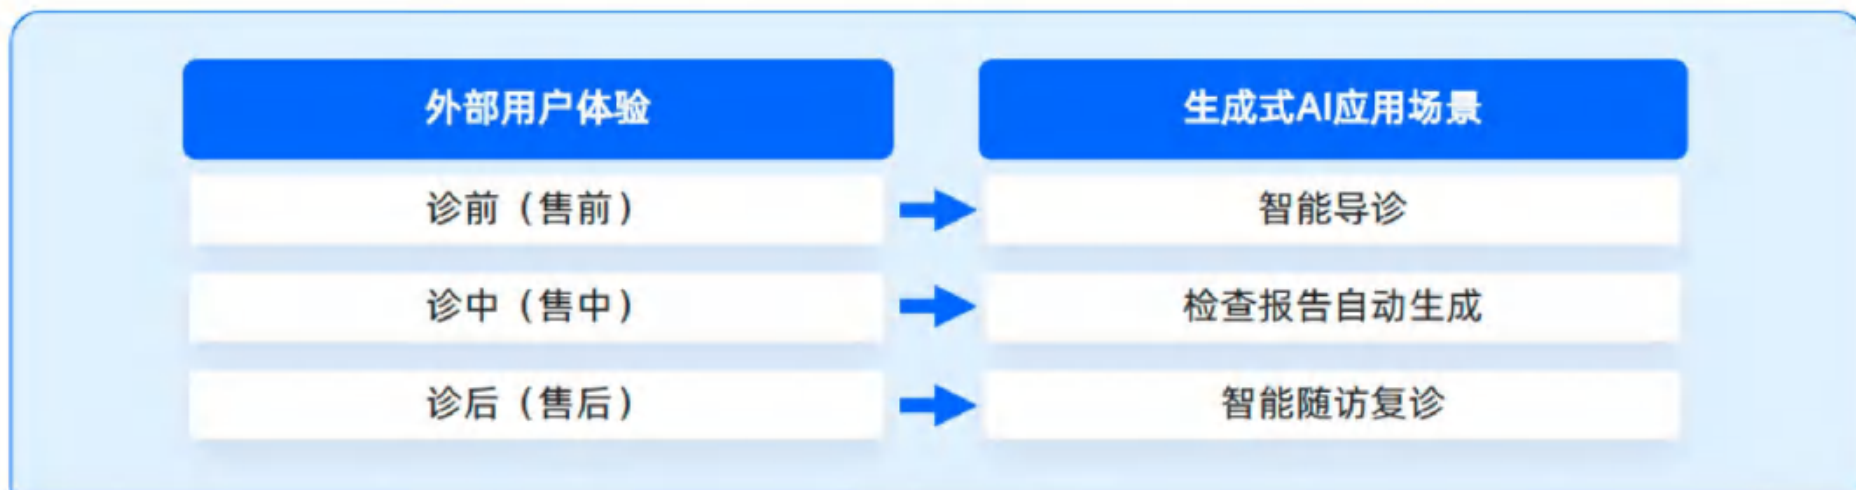 外部用户体验 生成式AI应用场景
诊前（售前） 智能导诊
诊中（售中） 检查报告自动生成
诊后（售后） 智能随访复诊